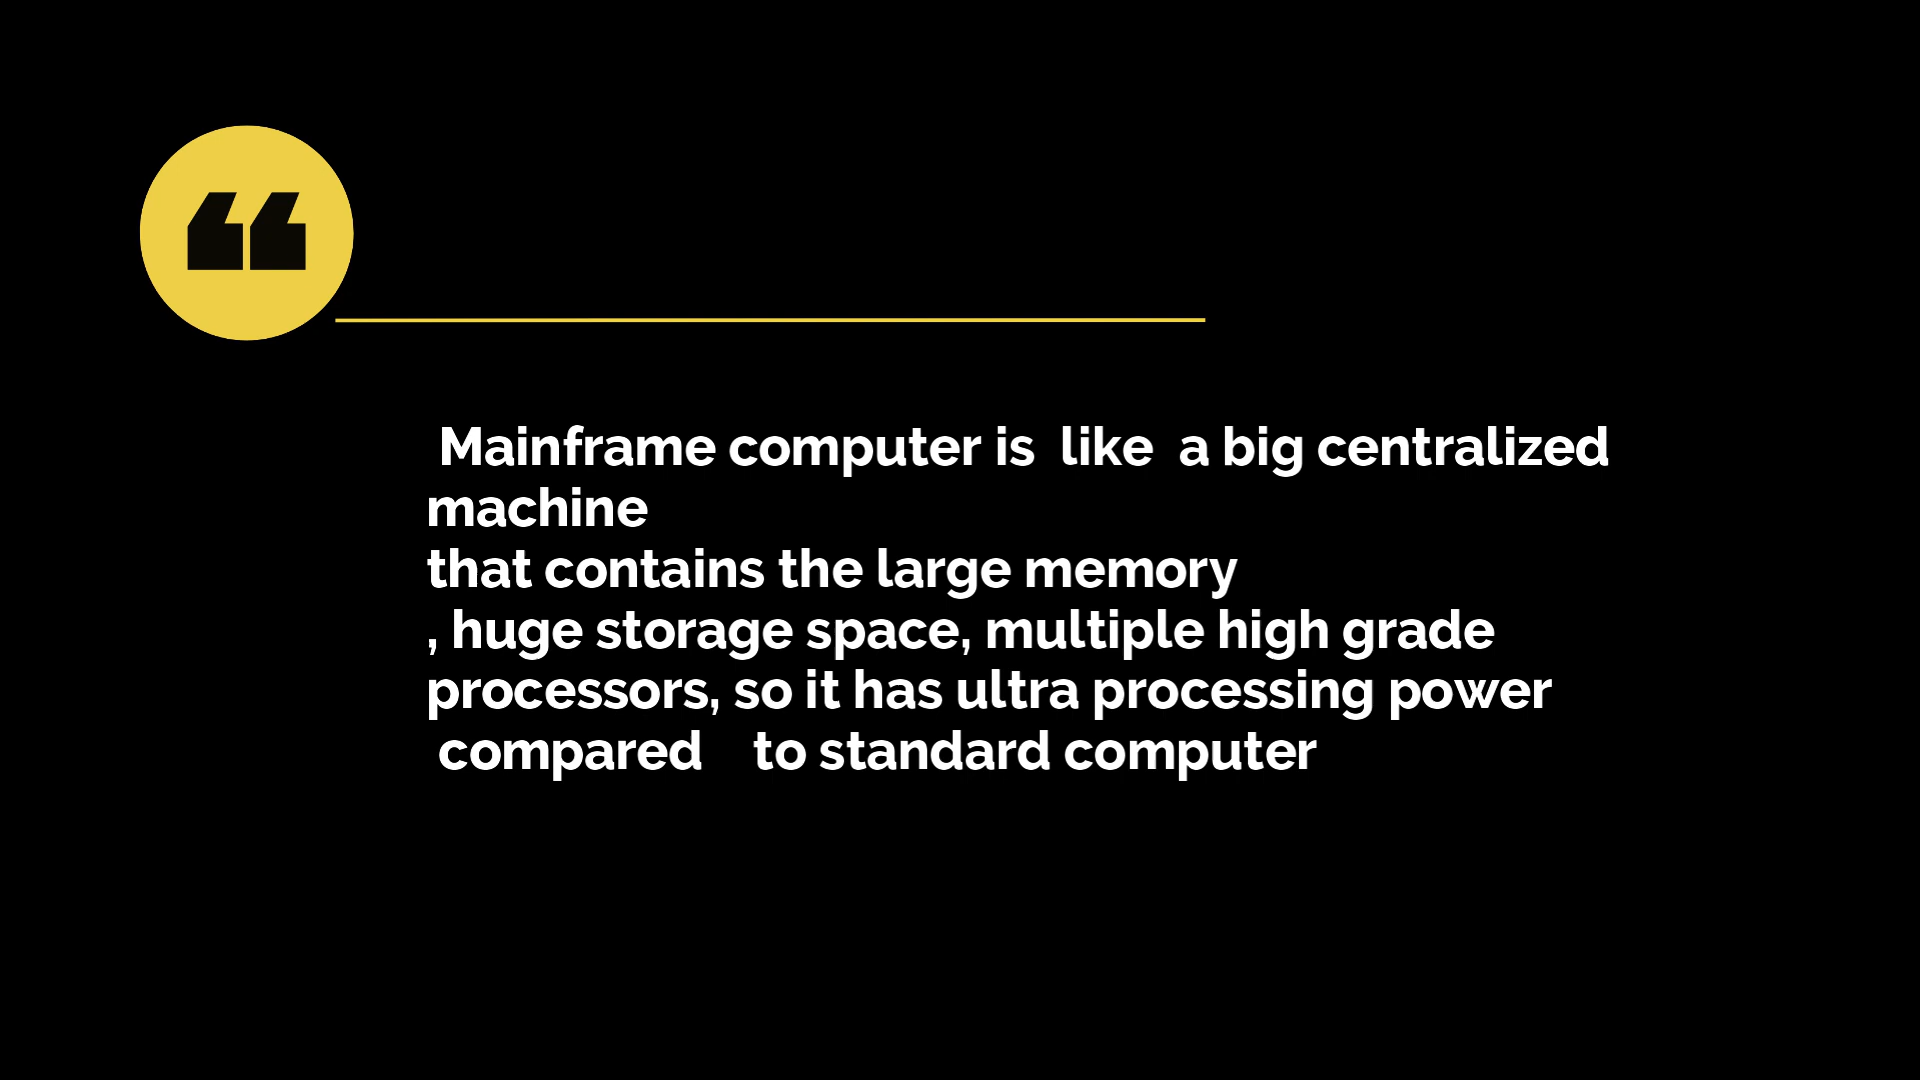 ❝
Mainframe computer is like a big centralized
machine
that contains the large memory
, huge storage space, multiple high grade
processors, so it has ultra processing power
compared to standard computer